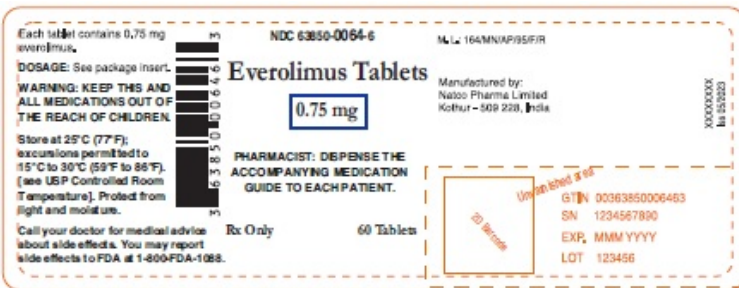 Each tablet contains 0.75 mg
everolimus.
DOSAGE: See package insert.
WARNING: KEEP THIS AND
ALL MEDICATIONS OUT OF
THE REACH OF CHILDREN.
Store at 25°C (77°F);
excursions permitted to
15°C to 30°C (59°F to 86°F).
[see USP Controlled Room
Temperature]. Protect from
light and moisture.
Call your doctor for medical advice
about side effects. You may report
side effects to FDA at 1-800-FDA-1088.
NDC 63850-0064-6
Everolimus Tablets
0.75 mg
PHARMACIST: DISPENSE THE
ACCOMPANYING MEDICATION
GUIDE TO EACH PATIENT.
Rx Only 60 Tablets
M. L.: 164/MN/AP/95/F/R
Manufactured by:
Natco Pharma Limited
Kothur – 509 228, India
XXXXXXXX
Iss 05/2023
Unvarnished area
2D Barcode
GTIN 00363850006463
SN 1234567890
EXP. MMM YYYY
LOT 123456